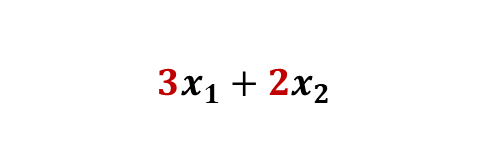 3x₁ + 2x₂